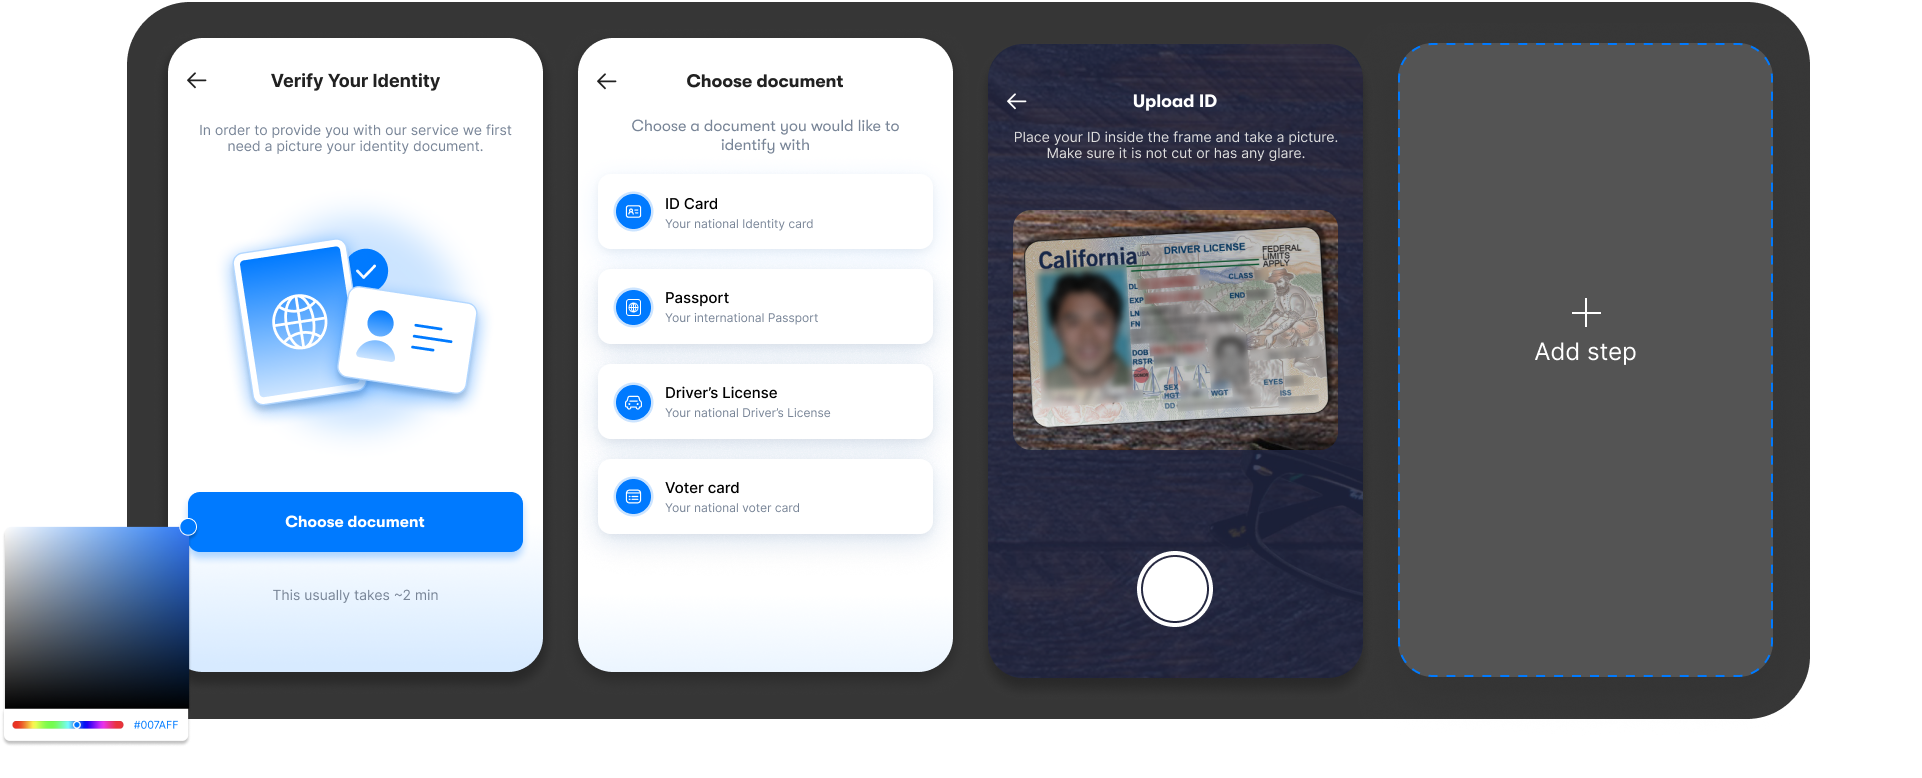 Verify Your Identity
In order to provide you with our service we first
need a picture your identity document.
Choose document
This usually takes ~2 min
#007AFF
Choose document
Choose a document you would like to
identify with
ID Card
Your national Identity card
Passport
Your international Passport
Driver's License
Your national Driver's License
Voter card
Your national voter card
Upload ID
Place your ID inside the frame and take a picture.
Make sure it is not cut or has any glare.
California USA DRIVER LICENSE
FEDERAL
LIMITS
APPLY
DL
CLASS
EXP
END
LN
FN
DOB
RSTR
DONOR
SEX
HGT
WGT
EYES
ISS
DD
Add step